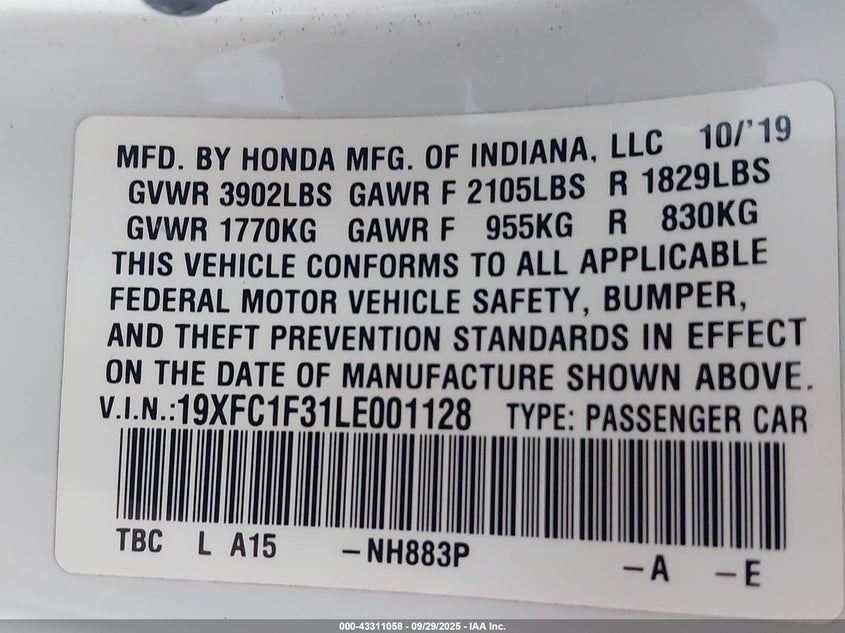 MFD. BY HONDA MFG. OF INDIANA, LLC 10/'19
GVWR 3902LBS GAWR F 2105LBS R 1829LBS
GVWR 1770KG GAWR F 955KG R 830KG
THIS VEHICLE CONFORMS TO ALL APPLICABLE
FEDERAL MOTOR VEHICLE SAFETY, BUMPER,
AND THEFT PREVENTION STANDARDS IN EFFECT
ON THE DATE OF MANUFACTURE SHOWN ABOVE.
V.I.N.:19XFC1F31LE001128 TYPE: PASSENGER CAR
TBC L A15 -NH883P -A -E
000-43311058 - 09/29/2025 - IAA Inc.